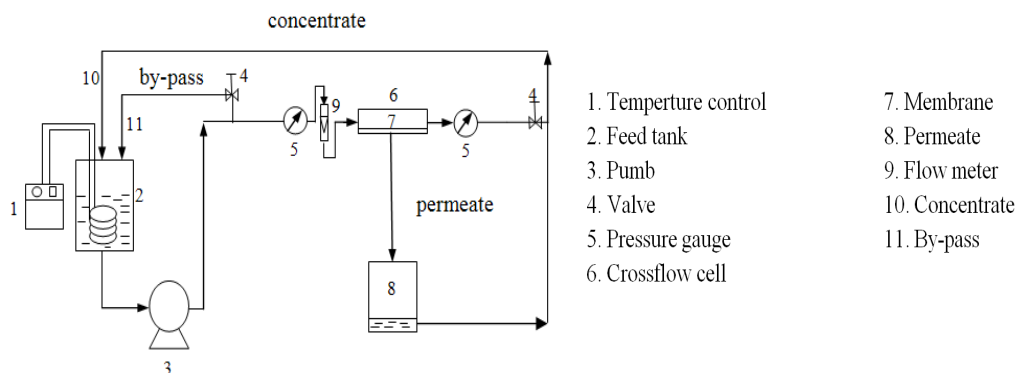 concentrate
10
by-pass
4
11
9
6
7
4
5
5
1
2
permeate
8
3
1. Temperture control
2. Feed tank
3. Pumb
4. Valve
5. Pressure gauge
6. Crossflow cell
7. Membrane
8. Permeate
9. Flow meter
10. Concentrate
11. By-pass